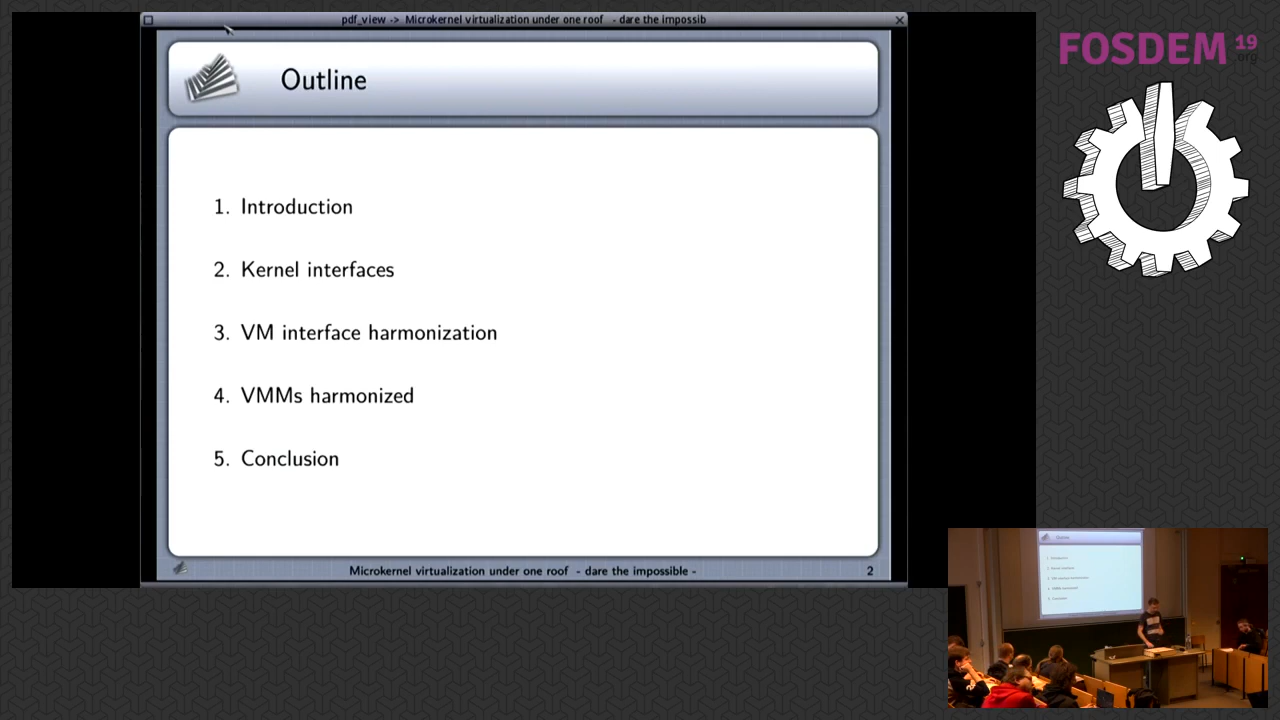 pdf_view -> Microkernel virtualization under one roof - dare the impossib
FOSDEM 19
.org
Outline
1. Introduction
2. Kernel interfaces
3. VM interface harmonization
4. VMMs harmonized
5. Conclusion
Microkernel virtualization under one roof - dare the impossible -
2
Outline